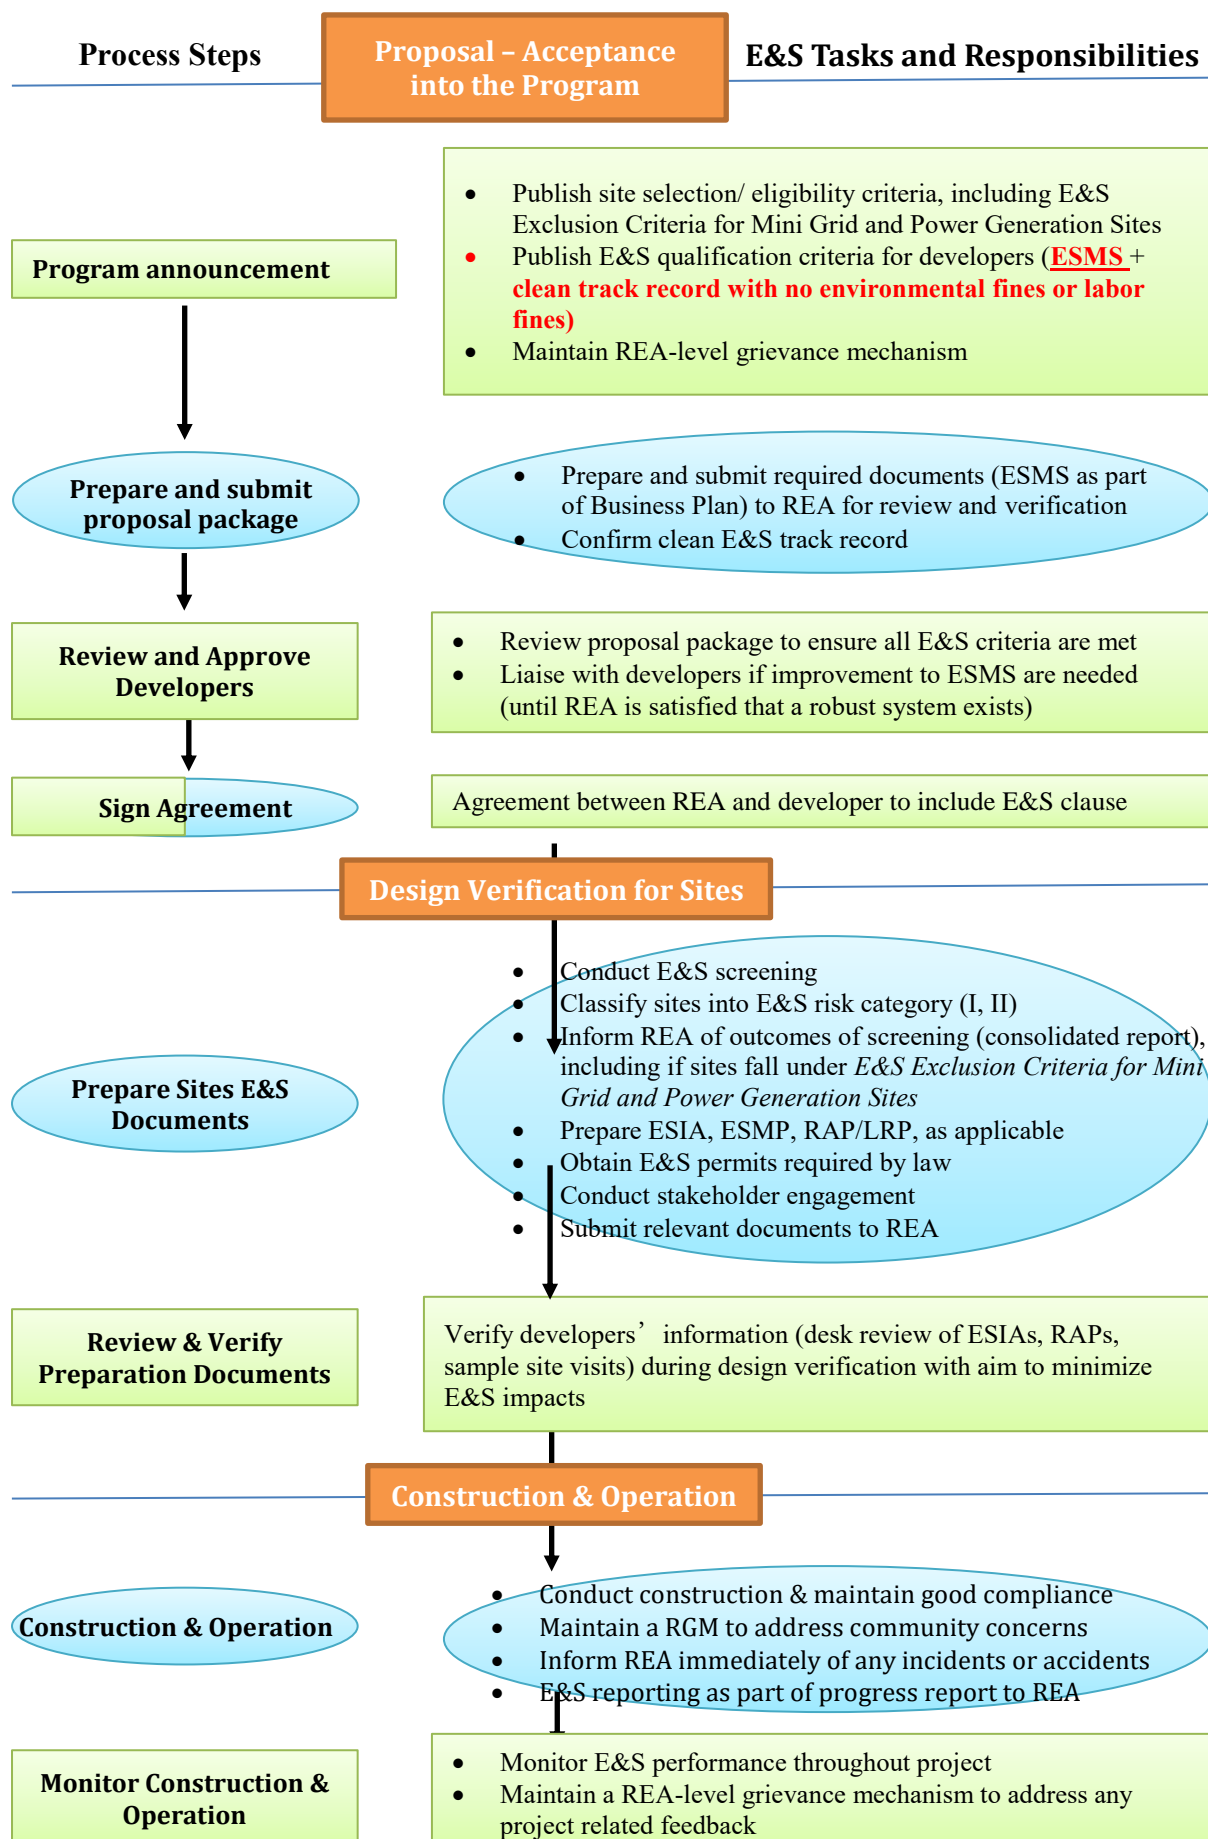 Process Steps
Proposal – Acceptance
into the Program
E&S Tasks and Responsibilities
Program announcement
• Publish site selection/ eligibility criteria, including E&S
Exclusion Criteria for Mini Grid and Power Generation Sites
• Publish E&S qualification criteria for developers (ESMS +
clean track record with no environmental fines or labor
fines)
• Maintain REA-level grievance mechanism
Prepare and submit
proposal package
• Prepare and submit required documents (ESMS as part
of Business Plan) to REA for review and verification
• Confirm clean E&S track record
Review and Approve
Developers
• Review proposal package to ensure all E&S criteria are met
• Liaise with developers if improvement to ESMS are needed
(until REA is satisfied that a robust system exists)
Sign Agreement
Agreement between REA and developer to include E&S clause
Design Verification for Sites
Prepare Sites E&S
Documents
• Conduct E&S screening
• Classify sites into E&S risk category (I, II)
• Inform REA of outcomes of screening (consolidated report),
including if sites fall under E&S Exclusion Criteria for Mini
Grid and Power Generation Sites
• Prepare ESIA, ESMP, RAP/LRP, as applicable
• Obtain E&S permits required by law
• Conduct stakeholder engagement
• Submit relevant documents to REA
Review & Verify
Preparation Documents
Verify developers’ information (desk review of ESIAs, RAPs,
sample site visits) during design verification with aim to minimize
E&S impacts
Construction & Operation
Construction & Operation
• Conduct construction & maintain good compliance
• Maintain a RGM to address community concerns
• Inform REA immediately of any incidents or accidents
• E&S reporting as part of progress report to REA
Monitor Construction &
Operation
• Monitor E&S performance throughout project
• Maintain a REA-level grievance mechanism to address any
project related feedback